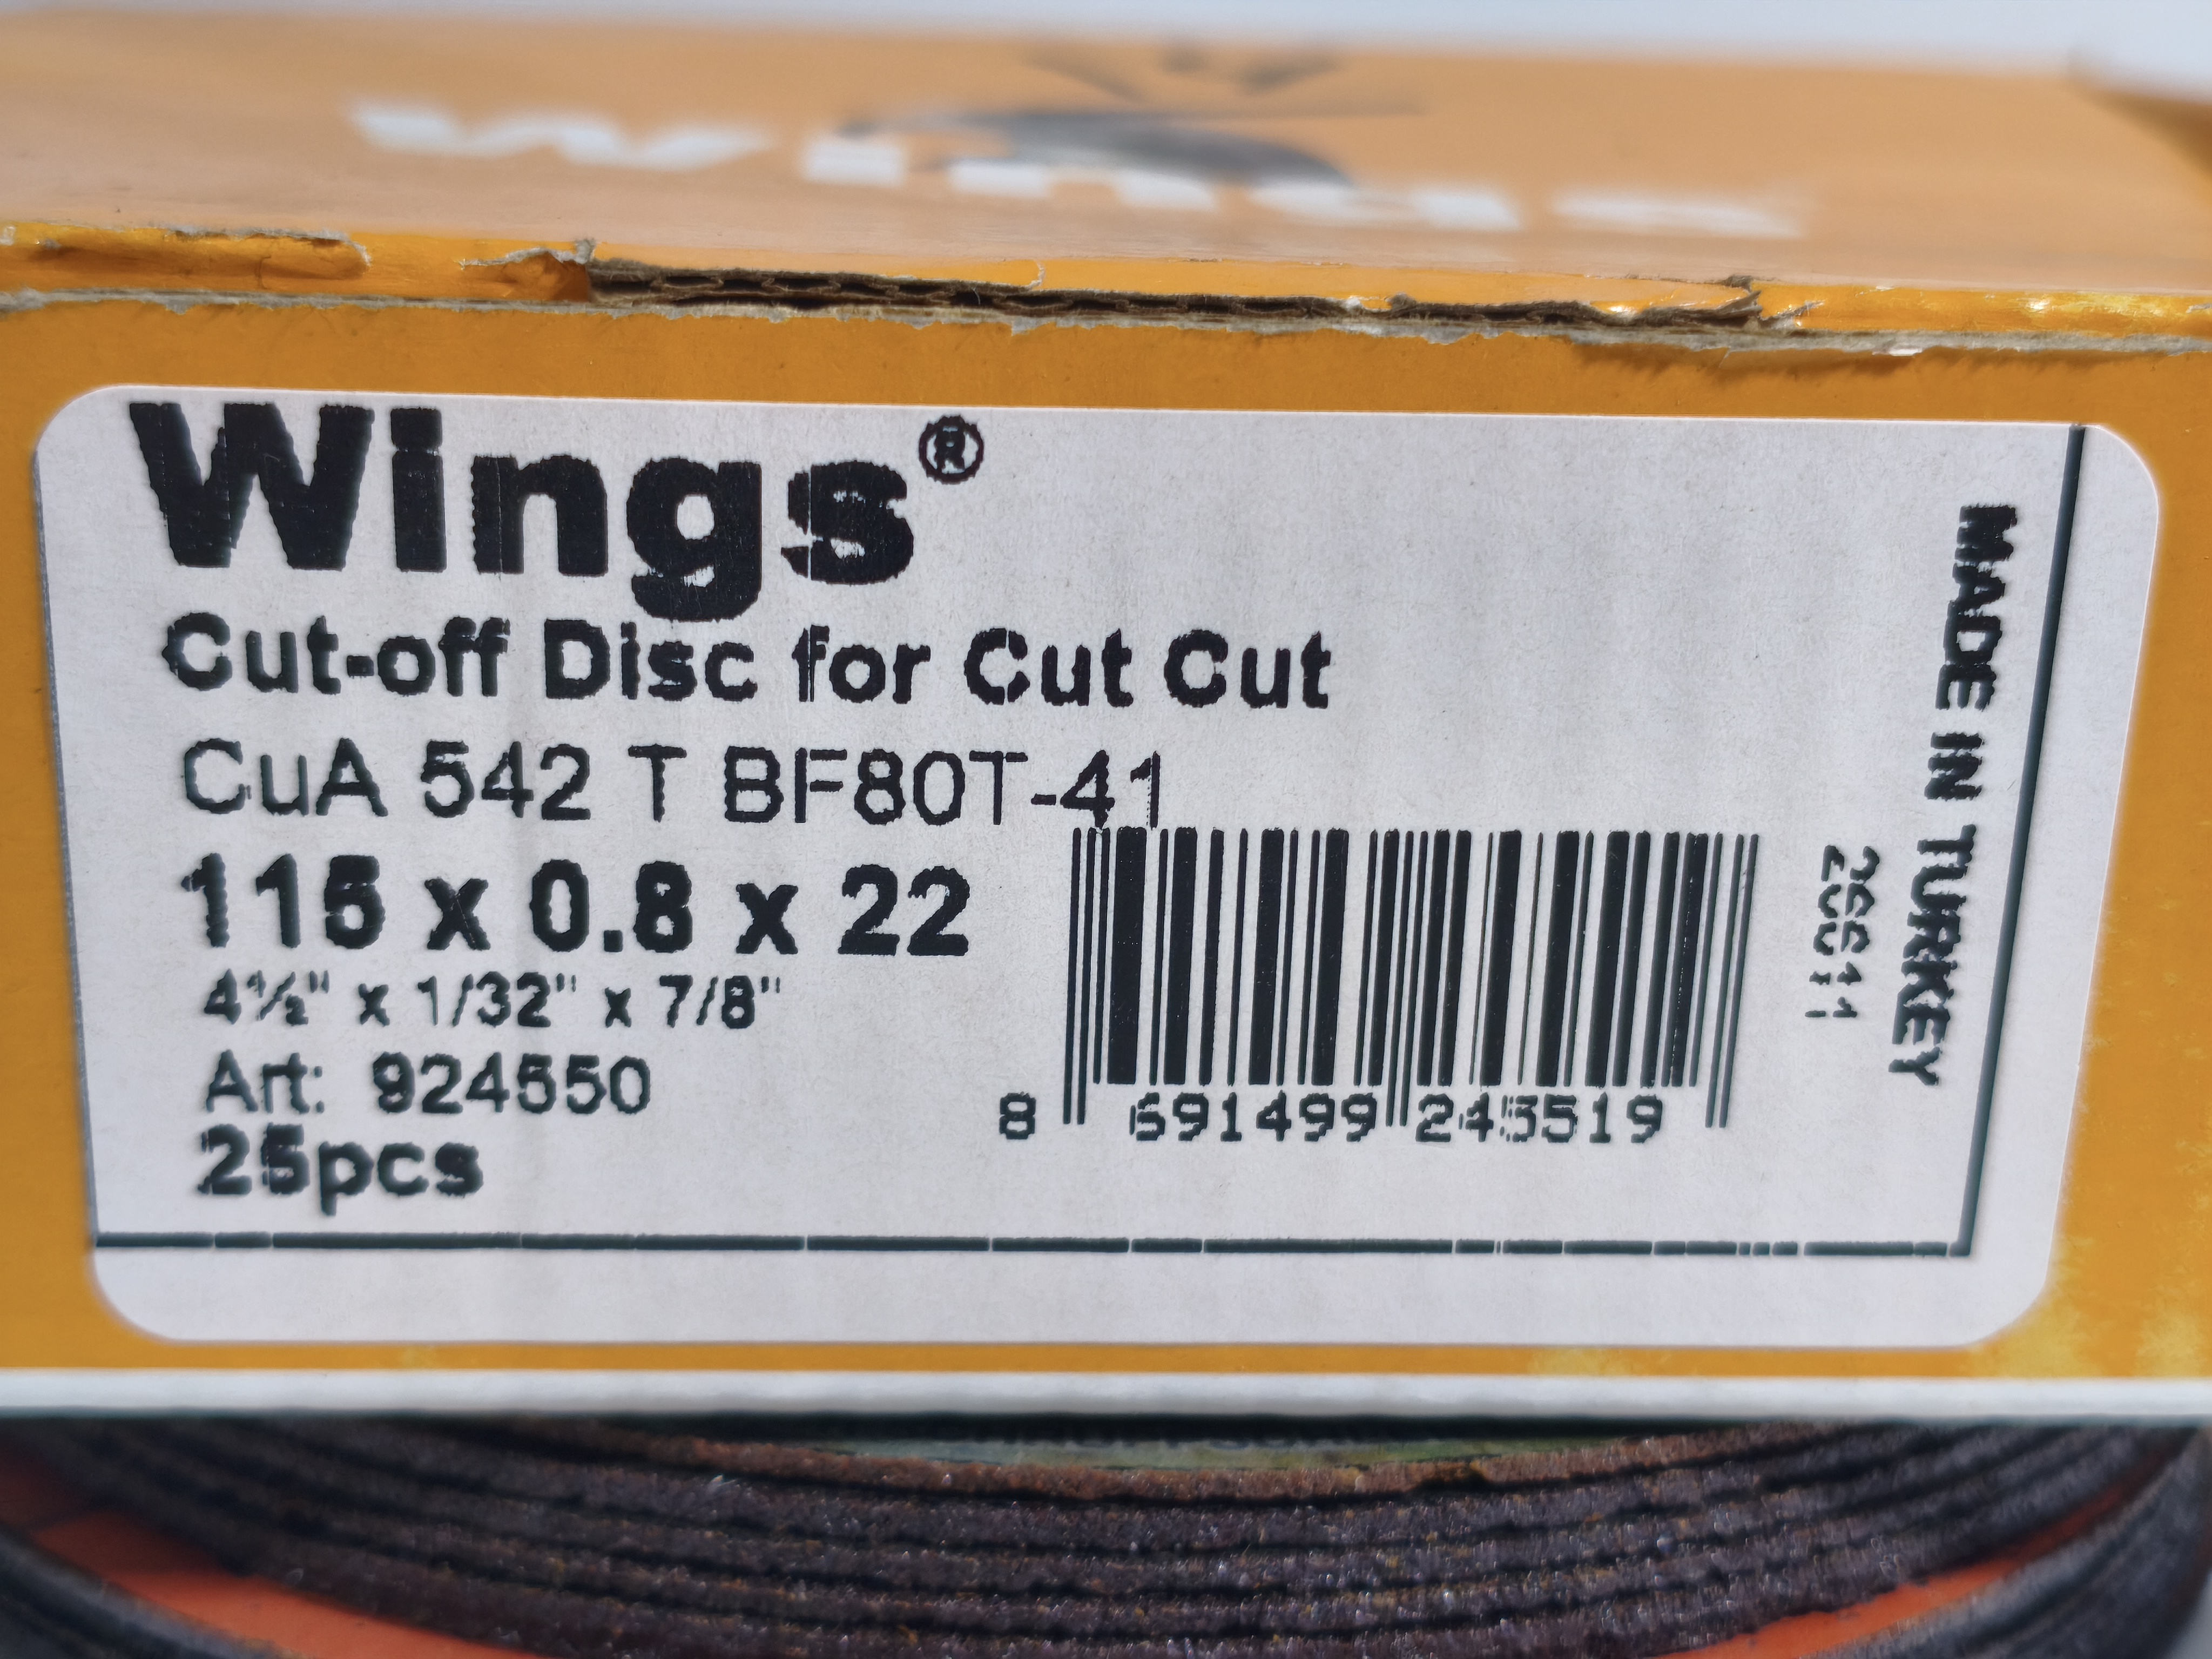 Wings
Wings®
Cut-off Disc for Cut Cut
CuA 542 T BF80T-41
115 x 0.8 x 22
4½" x 1/32" x 7/8"
Art: 924550
25pcs
8 691499 245519
MADE IN TURKEY